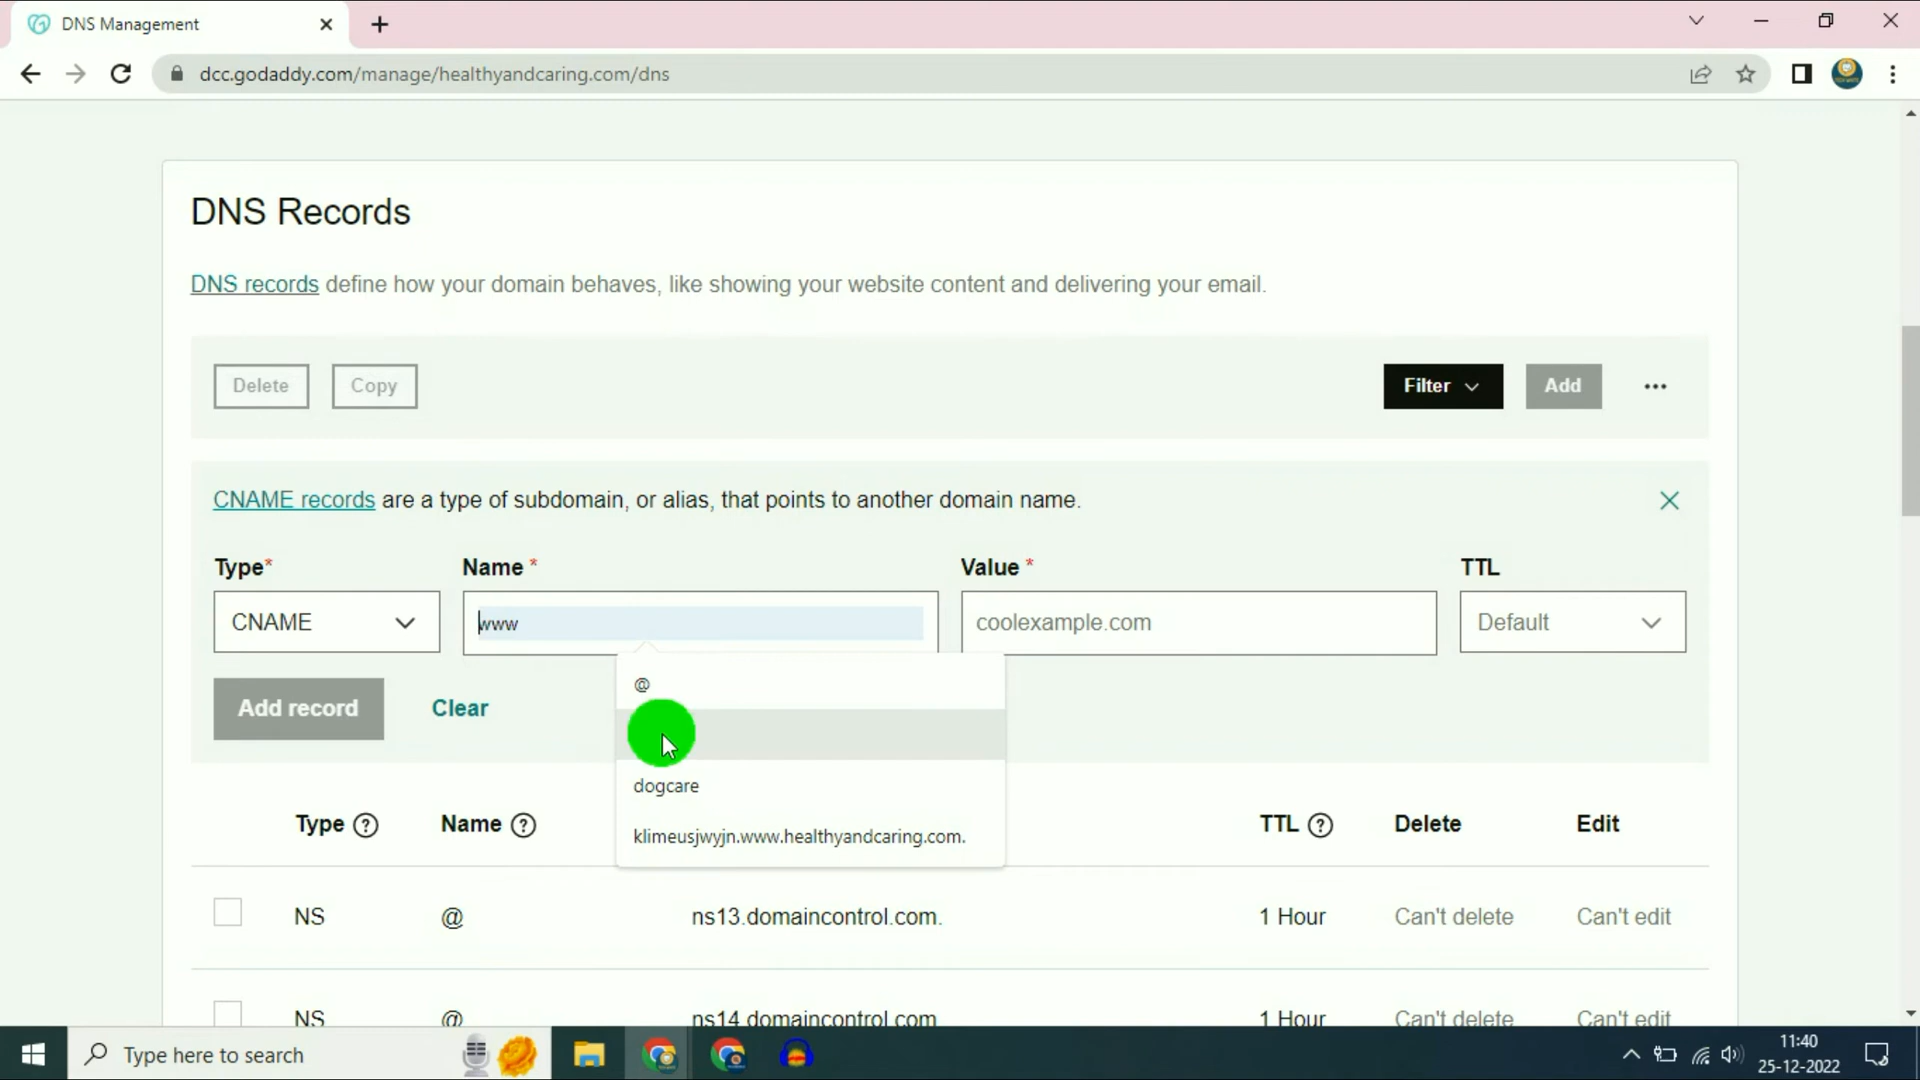 DNS Management
dcc.godaddy.com/manage/healthyandcaring.com/dns
DNS Records
DNS records define how your domain behaves, like showing your website content and delivering your email.
Delete Copy Filter Add
CNAME records are a type of subdomain, or alias, that points to another domain name.
Type* Name * Value * TTL
CNAME www coolexample.com Default
@
Add record Clear
dogcare
klimeusjwyjn.www.healthyandcaring.com.
Type Name TTL Delete Edit
NS @ ns13.domaincontrol.com. 1 Hour Can't delete Can't edit
NS @ ns14.domaincontrol.com 1 Hour Can't delete Can't edit
Type here to search
11:40
25-12-2022